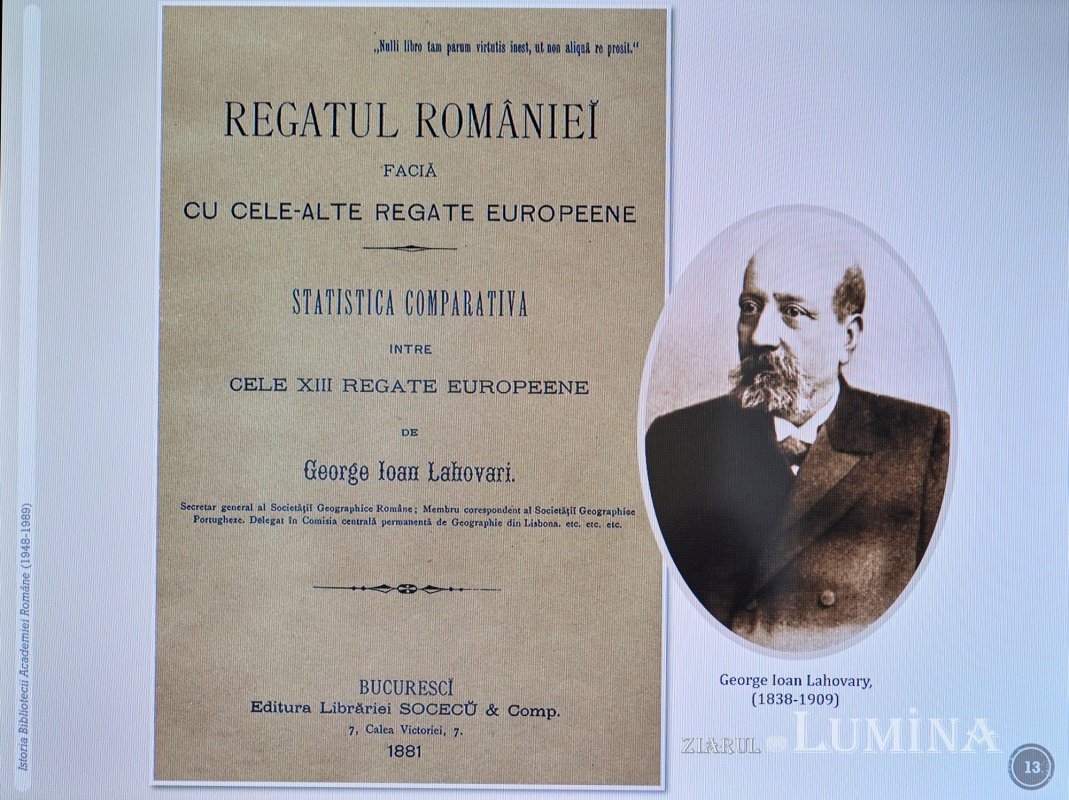 „Nulli libro tam parum virtutis inest, ut non aliquâ re prosit.“
REGATUL ROMÂNIEĬ
FACIĂ
CU CELE-ALTE REGATE EUROPEENE
STATISTICA COMPARATIVA
INTRE
CELE XIII REGATE EUROPEENE
DE
George Ioan Lahovari.
Secretar general al Societăţiĭ Geographice Române; Membru corespondent al Societăţiĭ Geographice
Portugheze. Delegat în Comisia centrală permanentă de Geographie din Lisbona. etc. etc. etc.
BUCURESCĬ
Editura Librăriei SOCECŬ & Comp.
7, Calea Victoriei, 7.
1881
George Ioan Lahovary,
(1838-1909)
ZIARUL LUMINA
13
Istoria Bibliotecii Academiei Române (1948-1989)